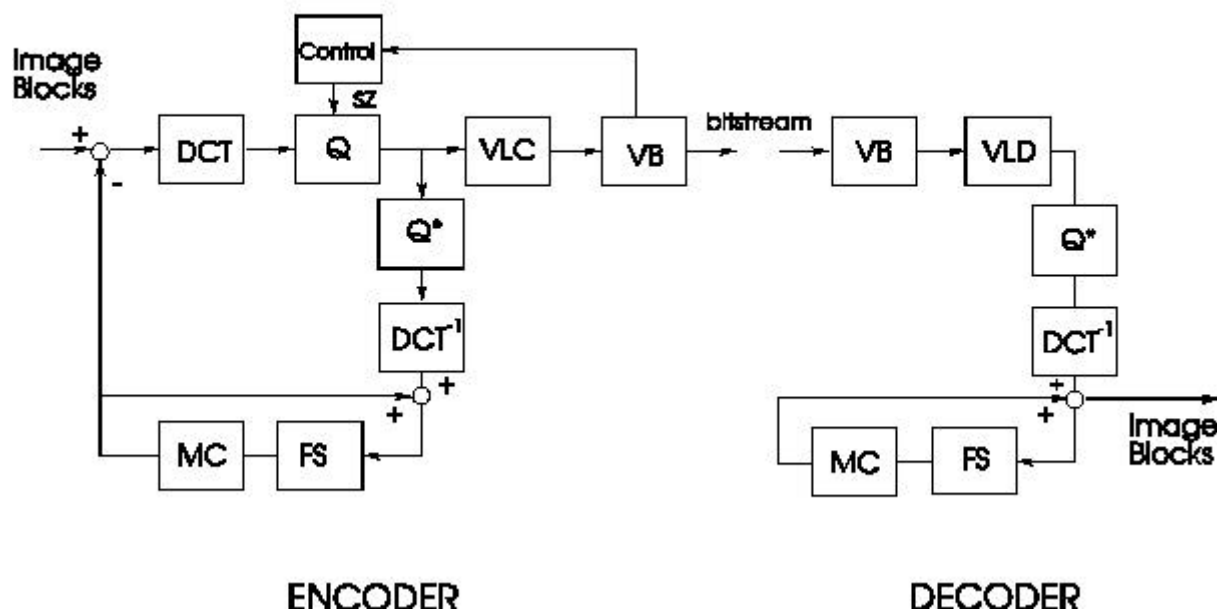 Image
Blocks
+
-
DCT
Control
SZ
Q
VLC
VB
bitstream
Q*
DCT-1
+
+
MC
FS
VB
VLD
Q*
DCT-1
+
+
MC
FS
Image
Blocks
ENCODER
DECODER